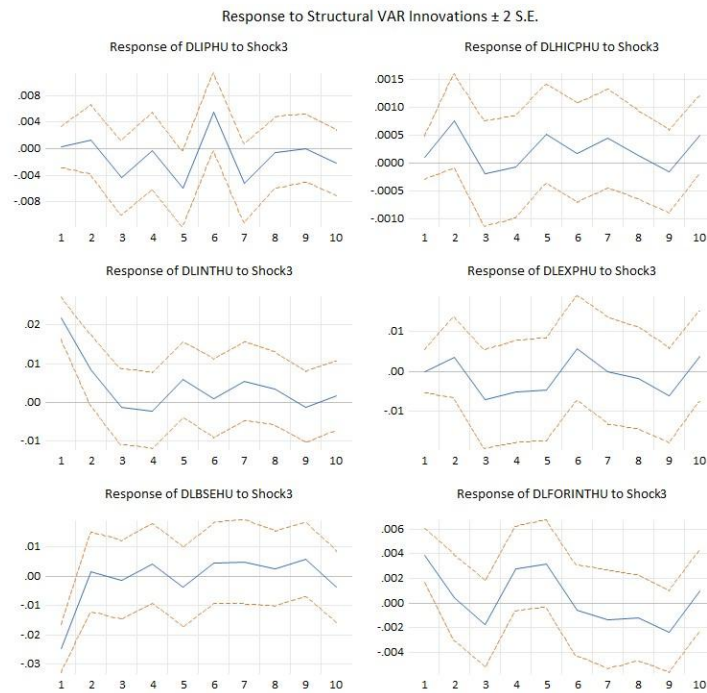 Response to Structural VAR Innovations ± 2 S.E.
Response of DLIPHU to Shock3
.008
.004
.000
-.004
-.008
1 2 3 4 5 6 7 8 9 10
Response of DLHICPHU to Shock3
.0015
.0010
.0005
.0000
-.0005
-.0010
1 2 3 4 5 6 7 8 9 10
Response of DLINTHU to Shock3
.02
.01
.00
-.01
1 2 3 4 5 6 7 8 9 10
Response of DLEXPHU to Shock3
.01
.00
-.01
1 2 3 4 5 6 7 8 9 10
Response of DLBSEHU to Shock3
.01
.00
-.01
-.02
-.03
1 2 3 4 5 6 7 8 9 10
Response of DLFORINTHU to Shock3
.006
.004
.002
.000
-.002
-.004
1 2 3 4 5 6 7 8 9 10